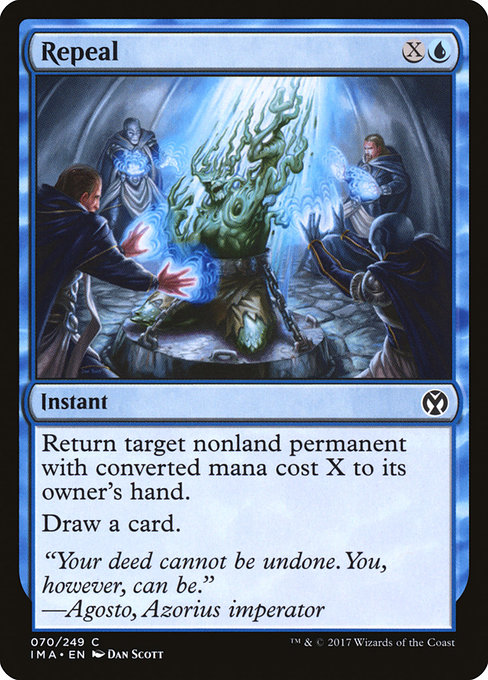 Repeal
X
Instant
Return target nonland permanent
with converted mana cost X to its
owner's hand.
Draw a card.
"Your deed cannot be undone. You,
however, can be."
—Agosto, Azorius imperator
070/249 C
IMA • EN Dan Scott
™ & © 2017 Wizards of the Coast